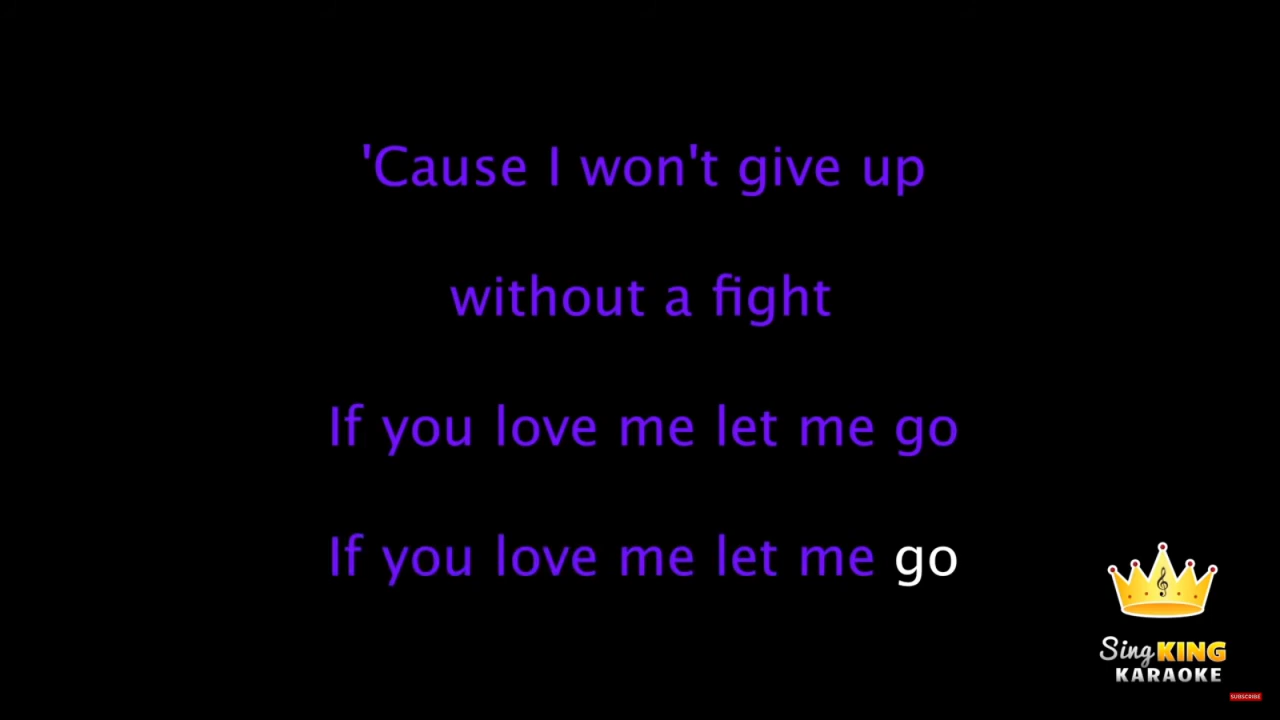 'Cause I won't give up
without a fight
If you love me let me go
If you love me let me go
Sing KING
KARAOKE
SUBSCRIBE